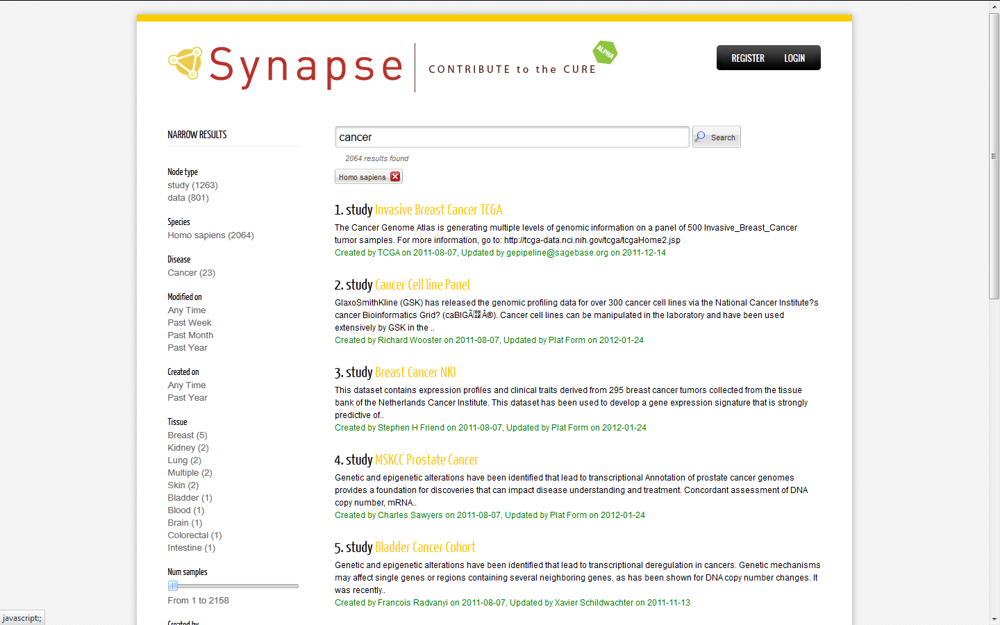 Synapse
CONTRIBUTE to the CURE
ALPHA
REGISTER LOGIN
NARROW RESULTS
Node type
study (1263)
data (801)
Species
Homo sapiens (2064)
Disease
Cancer (23)
Modified on
Any Time
Past Week
Past Month
Past Year
Created on
Any Time
Past Year
Tissue
Breast (5)
Kidney (2)
Lung (2)
Multiple (2)
Skin (2)
Bladder (1)
Blood (1)
Brain (1)
Colorectal (1)
Intestine (1)
Num samples
From 1 to 2158
Created by
cancer
Search
2064 results found
Homo sapiens
1. study Invasive Breast Cancer TCGA
The Cancer Genome Atlas is generating multiple levels of genomic information on a panel of 500 Invasive_Breast_Cancer
tumor samples. For more information, go to: http://tcga-data.nci.nih.gov/tcga/tcgaHome2.jsp
Created by TCGA on 2011-08-07, Updated by gepipeline@sagebase.org on 2011-12-14
2. study Cancer Cell line Panel
GlaxoSmithKline (GSK) has released the genomic profiling data for over 300 cancer cell lines via the National Cancer Institute?s
cancer Bioinformatics Grid? (caBIGÃÂ®). Cancer cell lines can be manipulated in the laboratory and have been used
extensively by GSK in the ..
Created by Richard Wooster on 2011-08-07, Updated by Plat Form on 2012-01-24
3. study Breast Cancer NKI
This dataset contains expression profiles and clinical traits derived from 295 breast cancer tumors collected from the tissue
bank of the Netherlands Cancer Institute. This dataset has been used to develop a gene expression signature that is strongly
predictive of..
Created by Stephen H Friend on 2011-08-07, Updated by Plat Form on 2012-01-24
4. study MSKCC Prostate Cancer
Genetic and epigenetic alterations have been identified that lead to transcriptional Annotation of prostate cancer genomes
provides a foundation for discoveries that can impact disease understanding and treatment. Concordant assessment of DNA
copy number, mRNA..
Created by Charles Sawyers on 2011-08-07, Updated by Plat Form on 2012-01-24
5. study Bladder Cancer Cohort
Genetic and epigenetic alterations have been identified that lead to transcriptional deregulation in cancers. Genetic mechanisms
may affect single genes or regions containing several neighboring genes, as has been shown for DNA copy number changes. It
was recently..
Created by Francois Radvanyi on 2011-08-07, Updated by Xavier Schildwachter on 2011-11-13
javascript:;